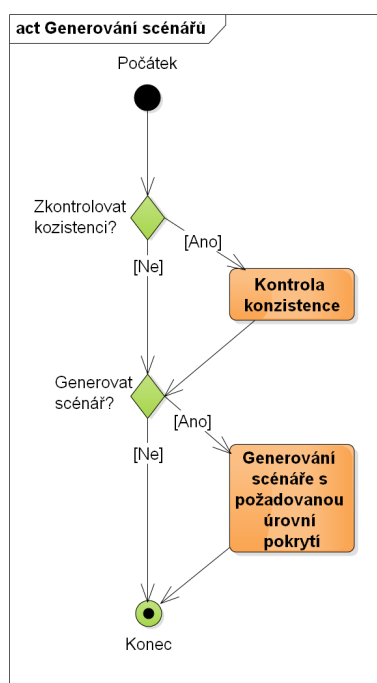 act Generování scénářů
Počátek
Zkontrolovat
kozistenci?
[Ano]
[Ne]
Kontrola
konzistence
Generovat
scénář?
[Ano]
[Ne]
Generování
scénáře s
požadovanou
úrovní
pokrytí
Konec